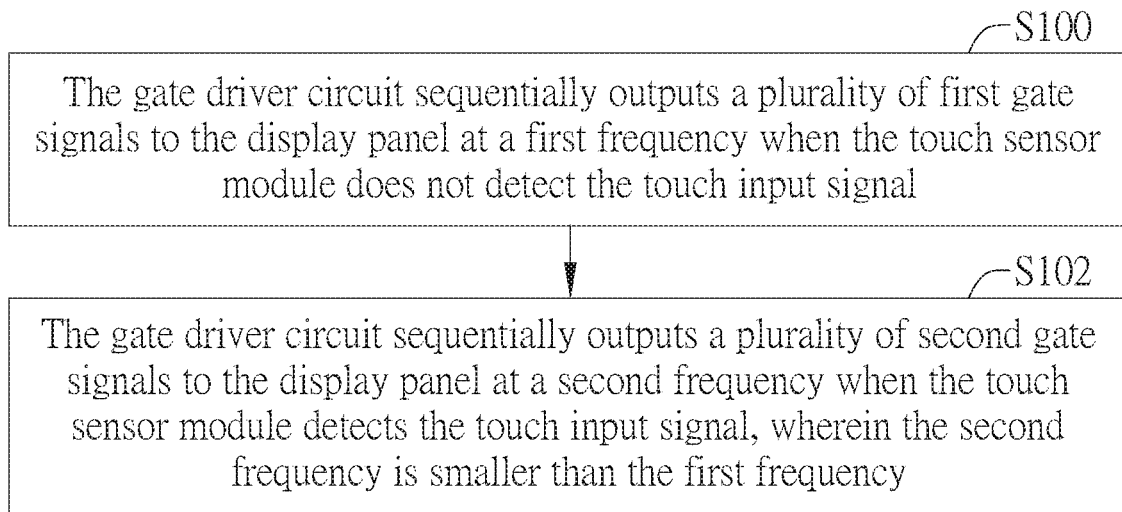 S100
The gate driver circuit sequentially outputs a plurality of first gate
signals to the display panel at a first frequency when the touch sensor
module does not detect the touch input signal
S102
The gate driver circuit sequentially outputs a plurality of second gate
signals to the display panel at a second frequency when the touch
sensor module detects the touch input signal, wherein the second
frequency is smaller than the first frequency